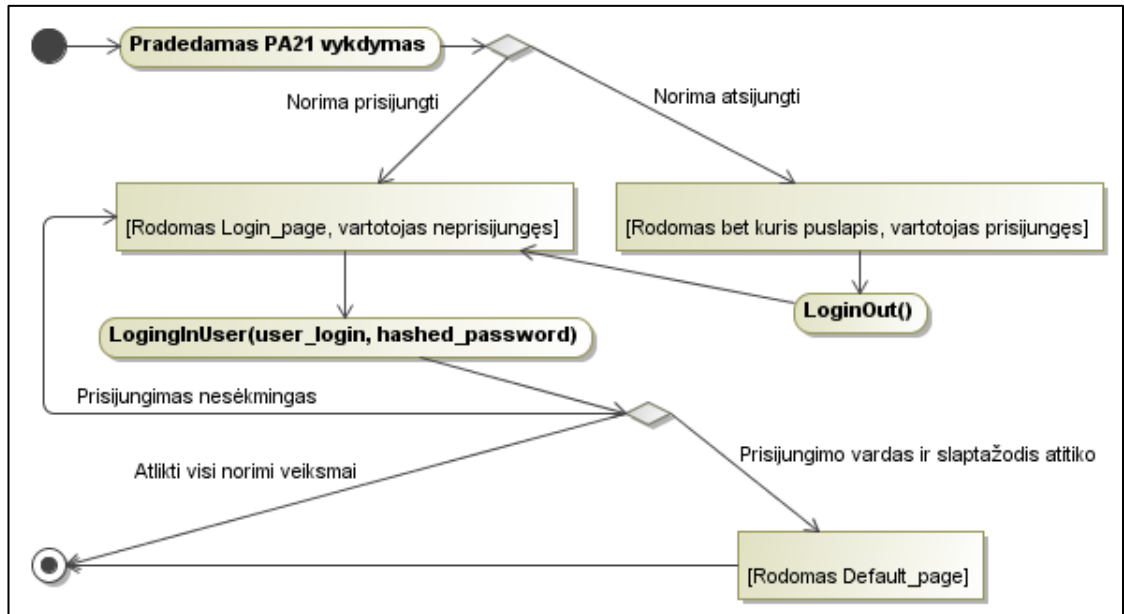 Pradedamas PA21 vykdymas
Norima prisijungti
Norima atsijungti
[Rodomas Login_page, vartotojas neprisijungęs]
[Rodomas bet kuris puslapis, vartotojas prisijungęs]
LoginOut()
LogingInUser(user_login, hashed_password)
Prisijungimas nesėkmingas
Atlikti visi norimi veiksmai
Prisijungimo vardas ir slaptažodis atitiko
[Rodomas Default_page]